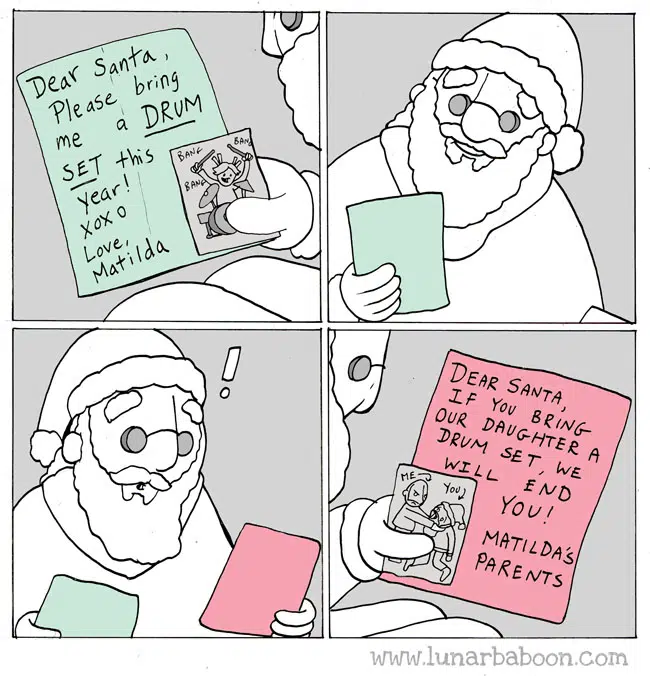 Dear Santa,
Please bring
me a DRUM
SET this
year!
xoxo
Love,
Matilda
BANG
BANG
BANG
!
DEAR SANTA,
IF YOU BRING
OUR DAUGHTER A
DRUM SET, WE
WILL END
YOU!
MATILDA'S
PARENTS
ME
YOU
www.lunarbaboon.com